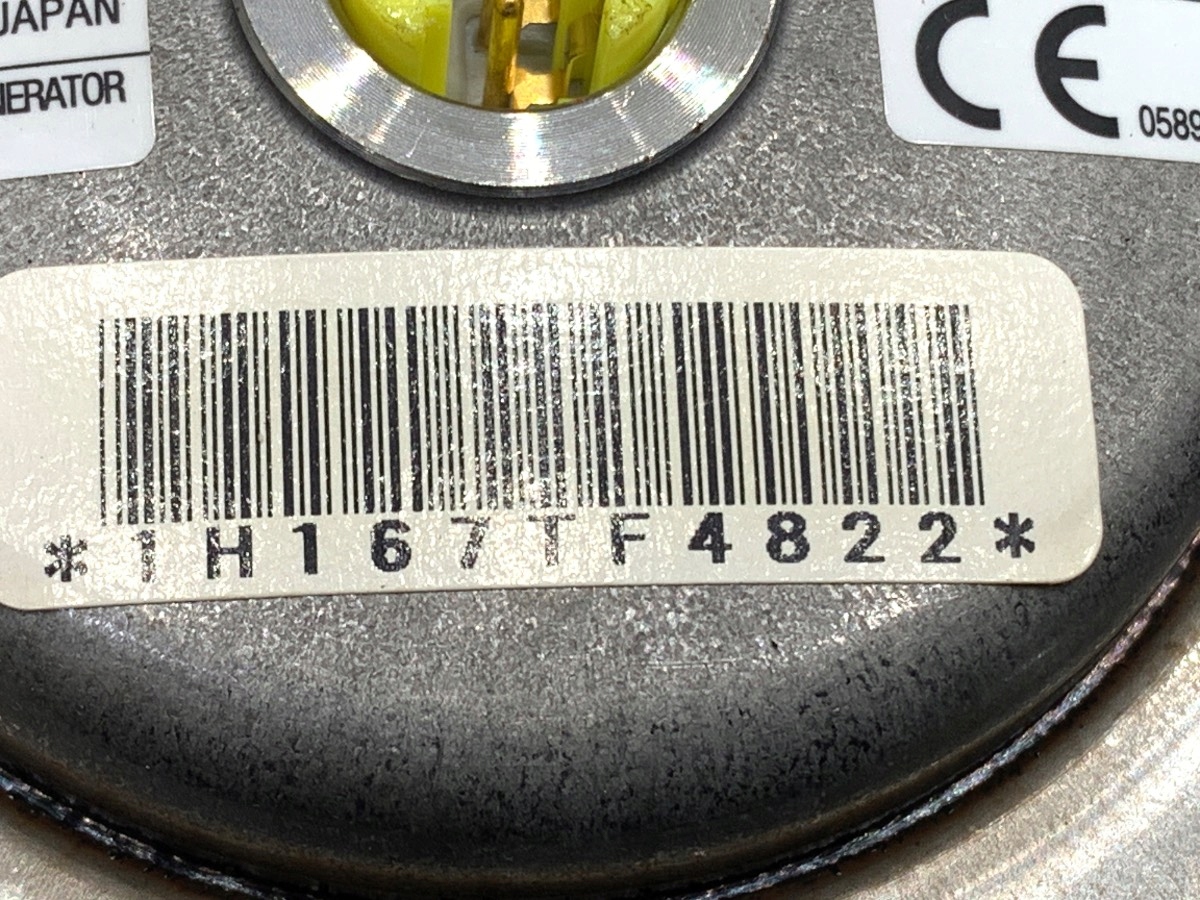 JAPAN
NERATOR
CE
0589
*1H167TF4822*